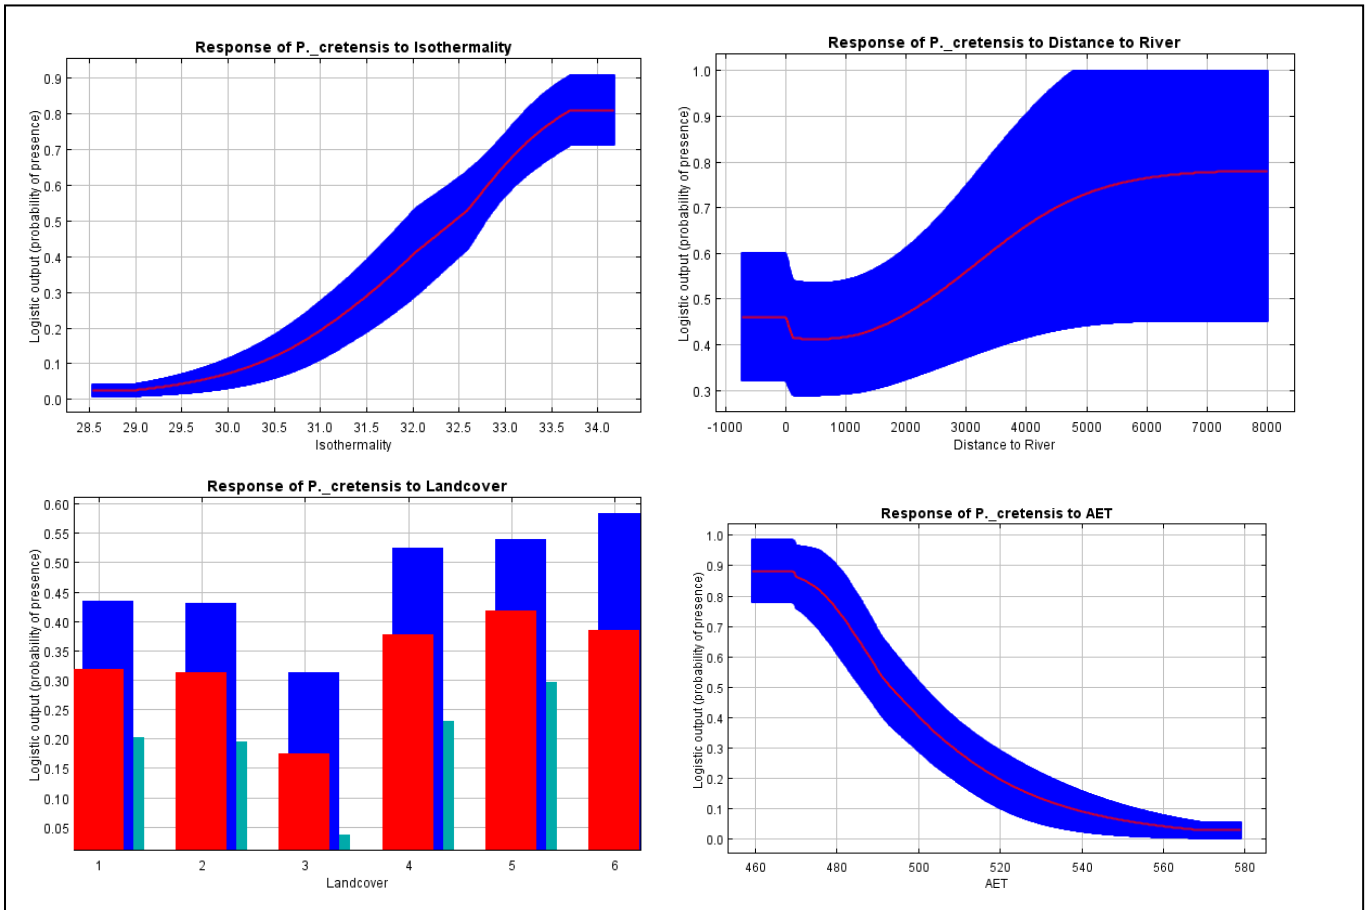 Response of P._cretensis to Isothermality
Logistic output (probability of presence)
0.9
0.8
0.7
0.6
0.5
0.4
0.3
0.2
0.1
0.0
28.5 29.0 29.5 30.0 30.5 31.0 31.5 32.0 32.5 33.0 33.5 34.0
Isothermality
Response of P._cretensis to Distance to River
Logistic output (probability of presence)
1.0
0.9
0.8
0.7
0.6
0.5
0.4
0.3
-1000 0 1000 2000 3000 4000 5000 6000 7000 8000
Distance to River
Response of P._cretensis to Landcover
Logistic output (probability of presence)
0.60
0.55
0.50
0.45
0.40
0.35
0.30
0.25
0.20
0.15
0.10
0.05
1 2 3 4 5 6
Landcover
Response of P._cretensis to AET
Logistic output (probability of presence)
1.0
0.9
0.8
0.7
0.6
0.5
0.4
0.3
0.2
0.1
0.0
460 480 500 520 540 560 580
AET